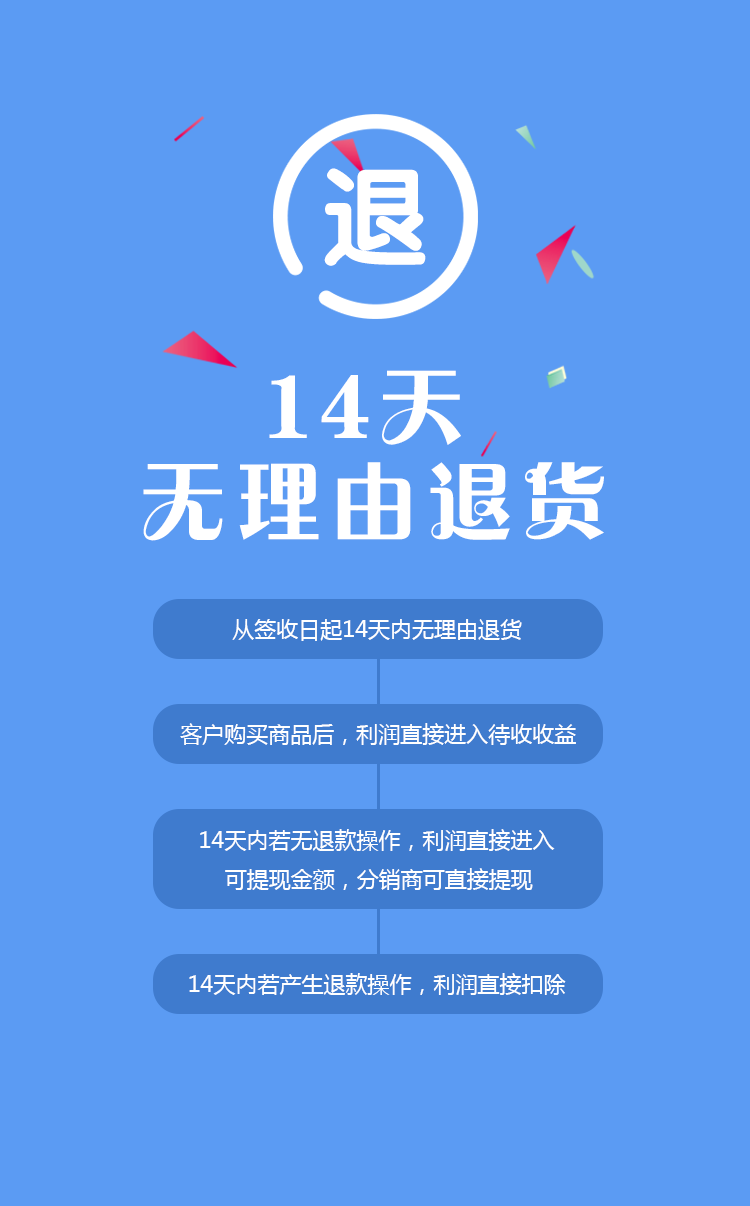 退
14天
无理由退货
从签收日起14天内无理由退货
客户购买商品后，利润直接进入待收收益
14天内若无退款操作，利润直接进入
可提现金额，分销商可直接提现
14天内若产生退款操作，利润直接扣除